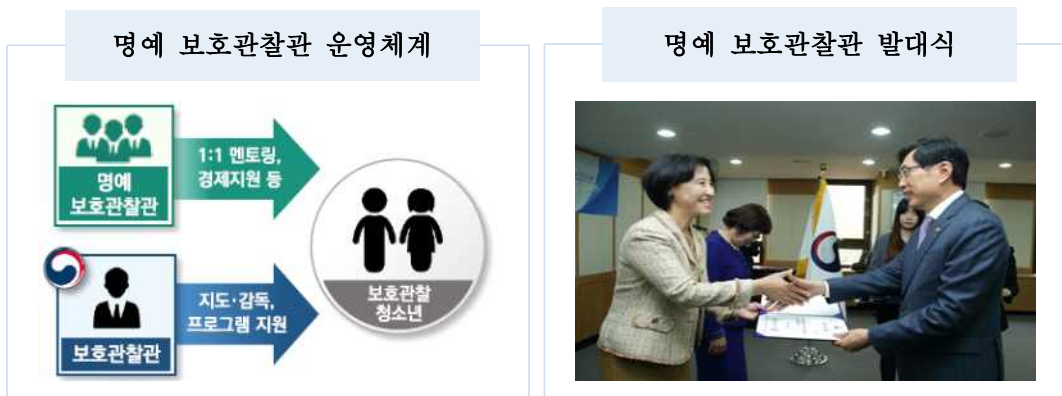 명예 보호관찰관 운영체계
명예 보호관찰관 발대식
1:1 멘토링,
경제지원 등
명예
보호관찰관
지도·감독,
프로그램 지원
보호관찰
청소년
보호관찰관